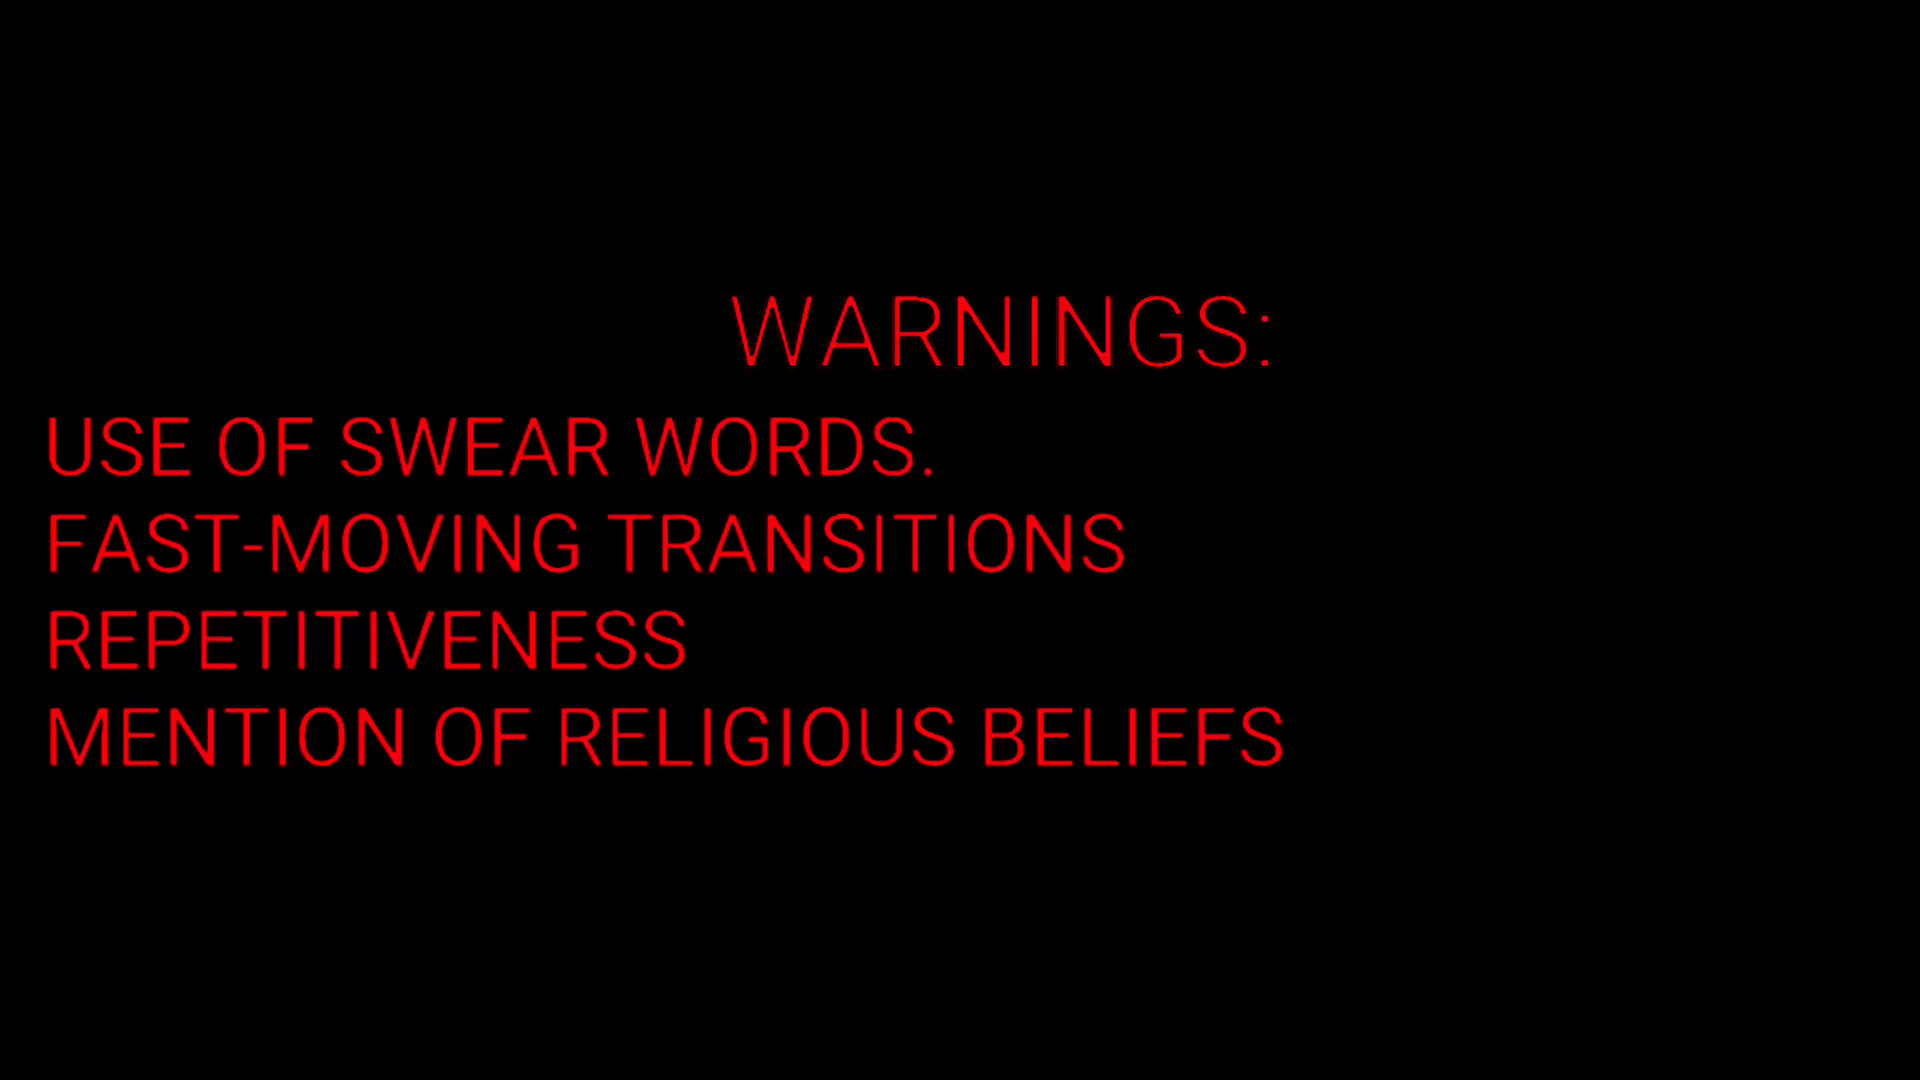 WARNINGS:
USE OF SWEAR WORDS.
FAST-MOVING TRANSITIONS
REPETITIVENESS
MENTION OF RELIGIOUS BELIEFS